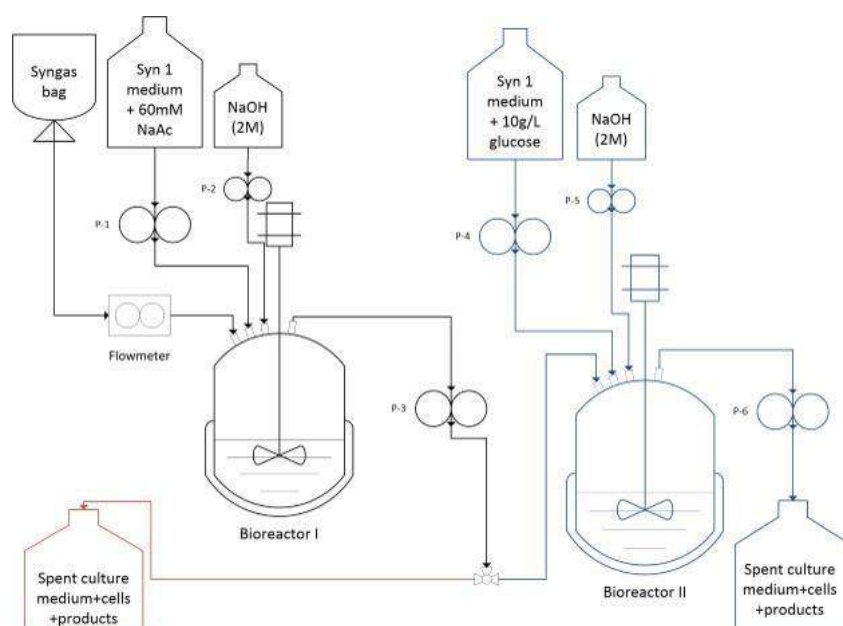 Syngas
bag
Syn 1
medium
+ 60mM
NaAc
NaOH
(2M)
P-1
P-2
Flowmeter
Bioreactor I
P-3
Syn 1
medium
+ 10g/L
glucose
NaOH
(2M)
P-4
P-5
P-6
Bioreactor II
Spent culture
medium+cells
+products
Spent culture
medium+cells
+products